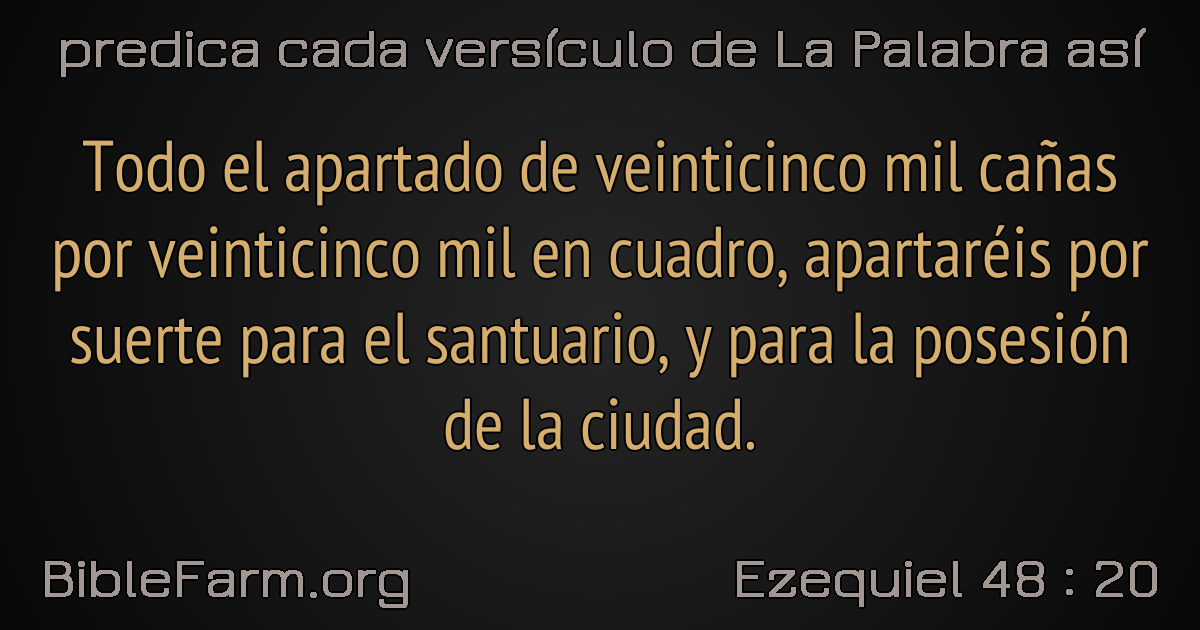 predica cada versículo de La Palabra así
Todo el apartado de veinticinco mil cañas
por veinticinco mil en cuadro, apartaréis por
suerte para el santuario, y para la posesión
de la ciudad.
BibleFarm.org
Ezequiel 48 : 20